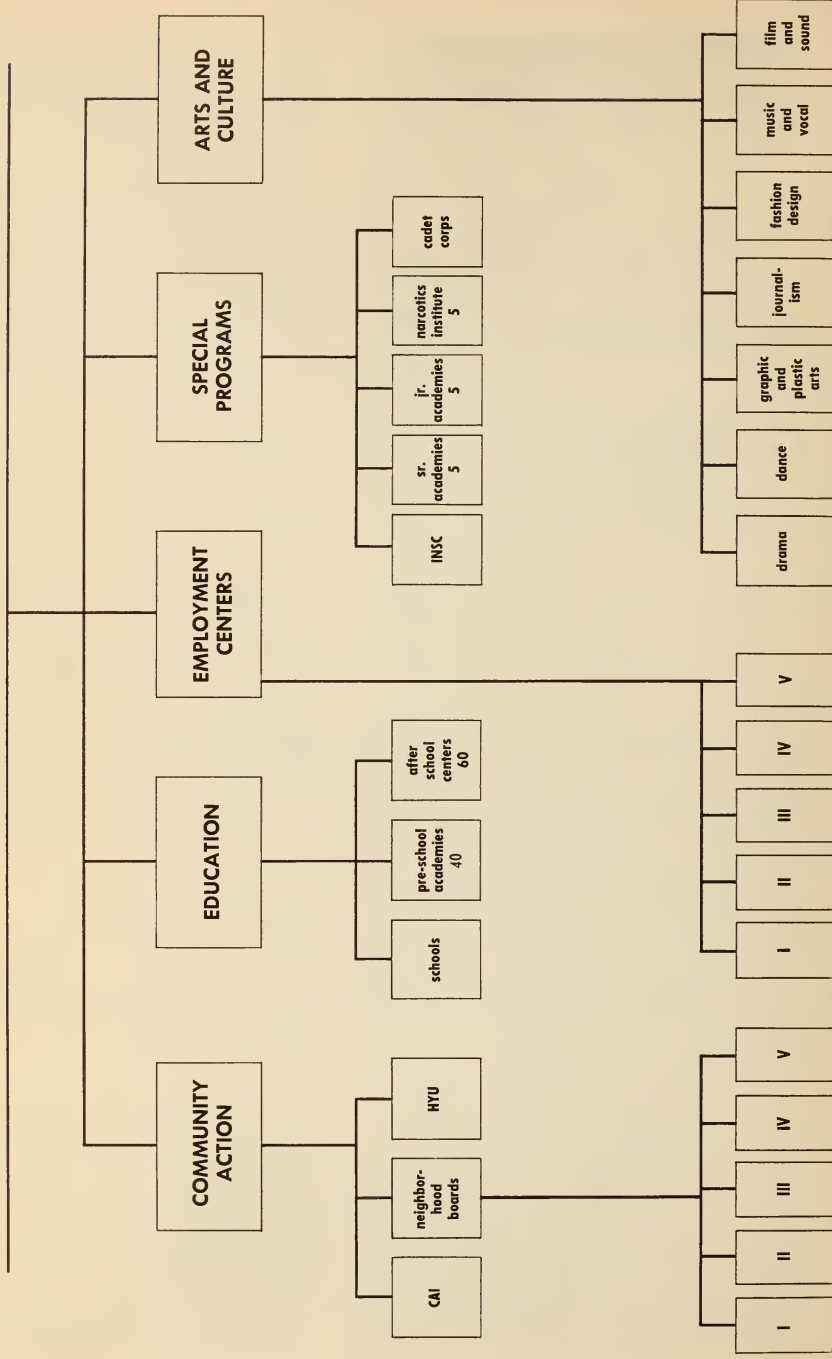 COMMUNITY
ACTION
EDUCATION
EMPLOYMENT
CENTERS
SPECIAL
PROGRAMS
ARTS AND
CULTURE
CAI
neighbor-
hood
boards
HYU
schools
pre-school
academies
40
after
school
centers
60
INSC
sr.
academies
5
jr.
academies
5
narcotics
institute
5
cadet
corps
I
II
III
IV
V
I
II
III
IV
V
drama
dance
graphic
and
plastic
arts
journal-
ism
fashion
design
music
and
vocal
film
and
sound